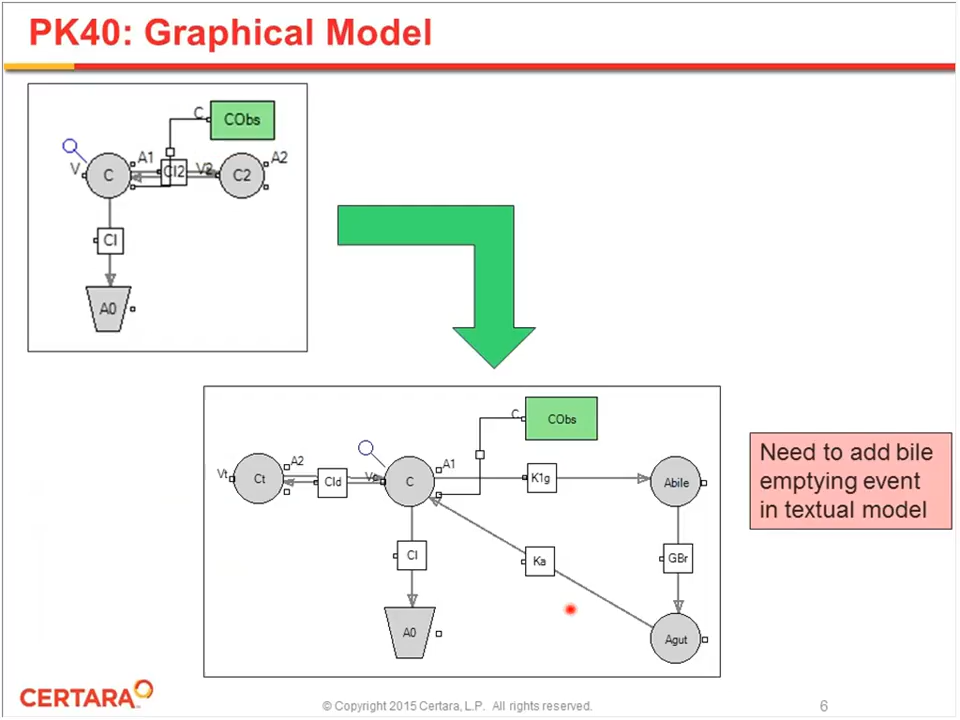 PK40: Graphical Model
C
CObs
V
C
A1
Cl2
V2
C2
A2
Cl
A0
C
CObs
Vt
Ct
A2
Cld
Vc
C
A1
K1g
Abile
Cl
Ka
GBr
A0
Agut
Need to add bile
emptying event
in textual model
CERTARA
© Copyright 2015 Certara, L.P. All rights reserved.
6